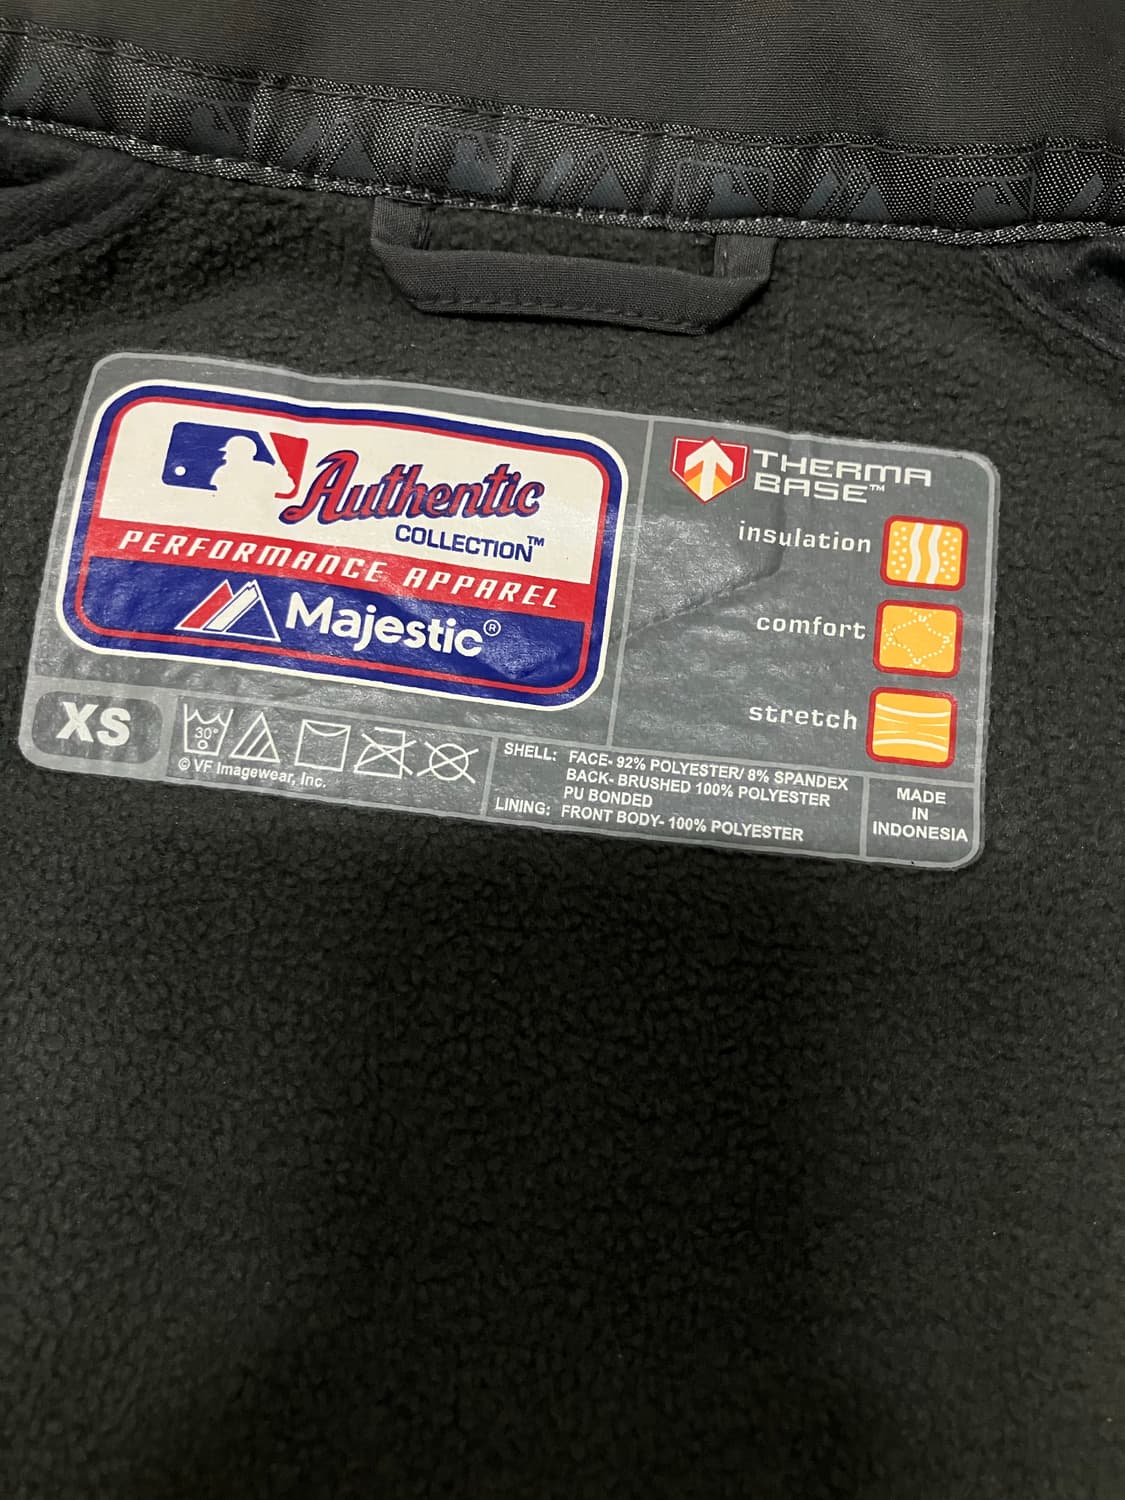 Authentic
COLLECTION™
PERFORMANCE APPAREL
Majestic®
THERMA
BASE™
insulation
comfort
stretch
XS
30°
© VF Imagewear, Inc.
SHELL: FACE- 92% POLYESTER/ 8% SPANDEX
BACK- BRUSHED 100% POLYESTER
PU BONDED
LINING: FRONT BODY- 100% POLYESTER
MADE
IN
INDONESIA